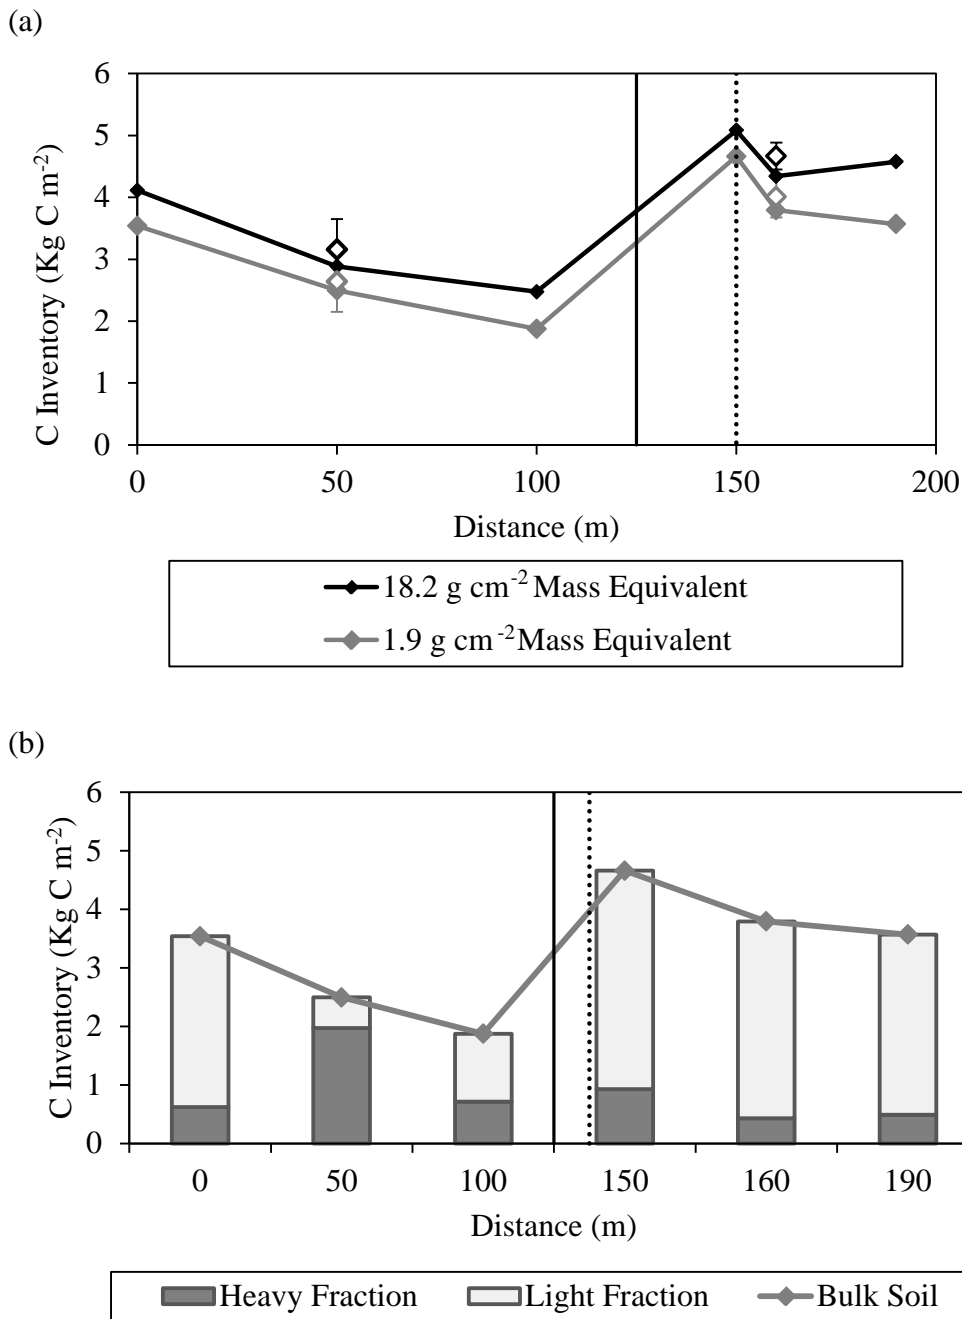 (a)
C Inventory (Kg C m⁻²)
6
5
4
3
2
1
0
0 50 100 150 200
Distance (m)
18.2 g cm⁻² Mass Equivalent
1.9 g cm⁻² Mass Equivalent
(b)
C Inventory (Kg C m⁻²)
6
5
4
3
2
1
0
0 50 100 150 160 190
Distance (m)
Heavy Fraction Light Fraction Bulk Soil